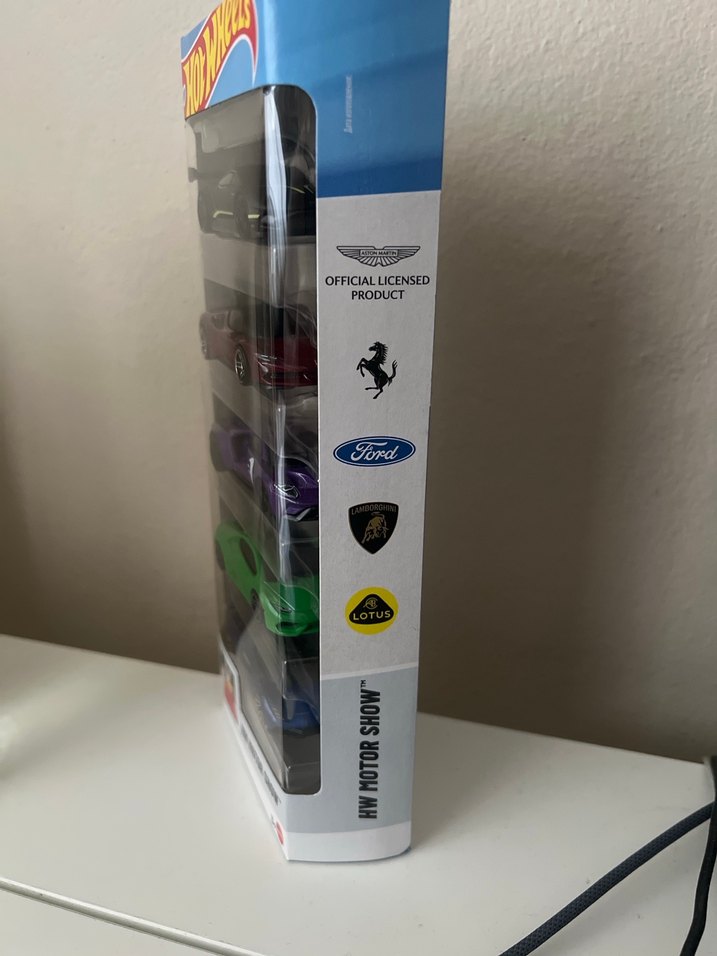 HOT WHEELS
ASTON MARTIN
OFFICIAL LICENSED
PRODUCT
Ford
LAMBORGHINI
LOTUS
HW MOTOR SHOW™